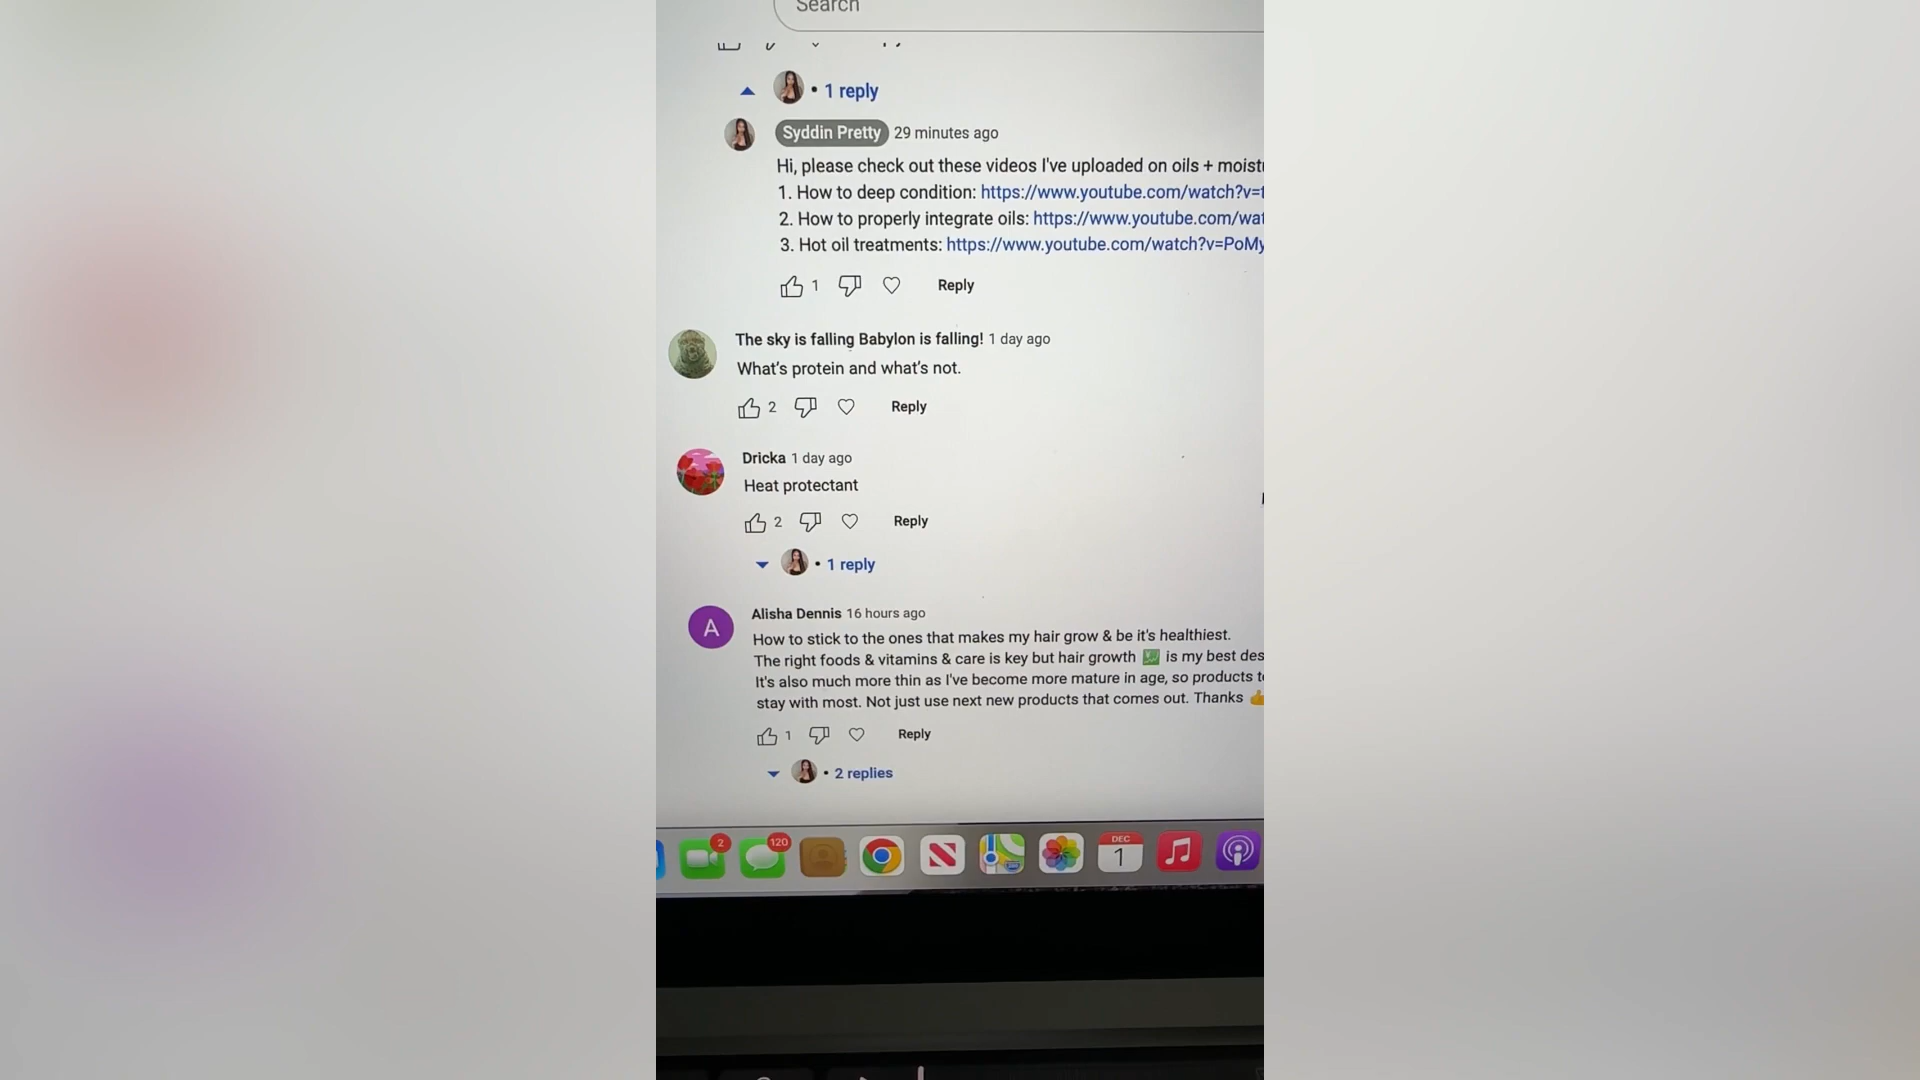 Search
1 reply
Syddin Pretty 29 minutes ago
Hi, please check out these videos I've uploaded on oils +
1. How to deep condition: https://www.youtube.com/watch?v=
2. How to properly integrate oils: https://www.youtube.com/wat
3. Hot oil treatments: https://www.youtube.com/watch?v=PoMy
1 Reply
The sky is falling Babylon is falling! 1 day ago
What's protein and what's not.
2 Reply
Dricka 1 day ago
Heat protectant
2 Reply
1 reply
A
Alisha Dennis 16 hours ago
How to stick to the ones that makes my hair grow & be it's healthiest.
The right foods & vitamins & care is key but hair growth 💹 is my best des
It's also much more thin as I've become more mature in age, so products
stay with most. Not just use next new products that comes out. Thanks
1 Reply
2 replies
2
120
DEC
1